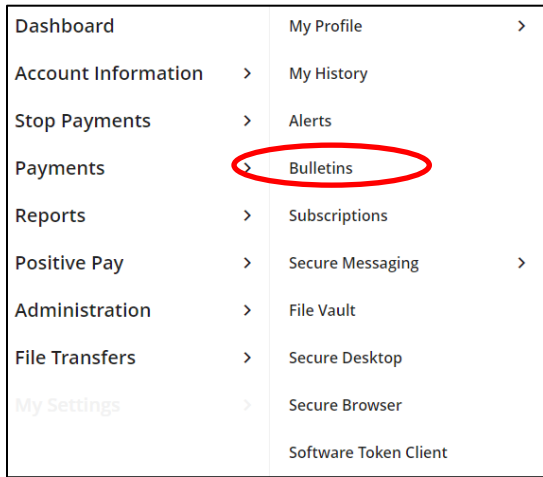 Dashboard
Account Information
Stop Payments
Payments
Reports
Positive Pay
Administration
File Transfers
My Settings
My Profile
My History
Alerts
Bulletins
Subscriptions
Secure Messaging
File Vault
Secure Desktop
Secure Browser
Software Token Client